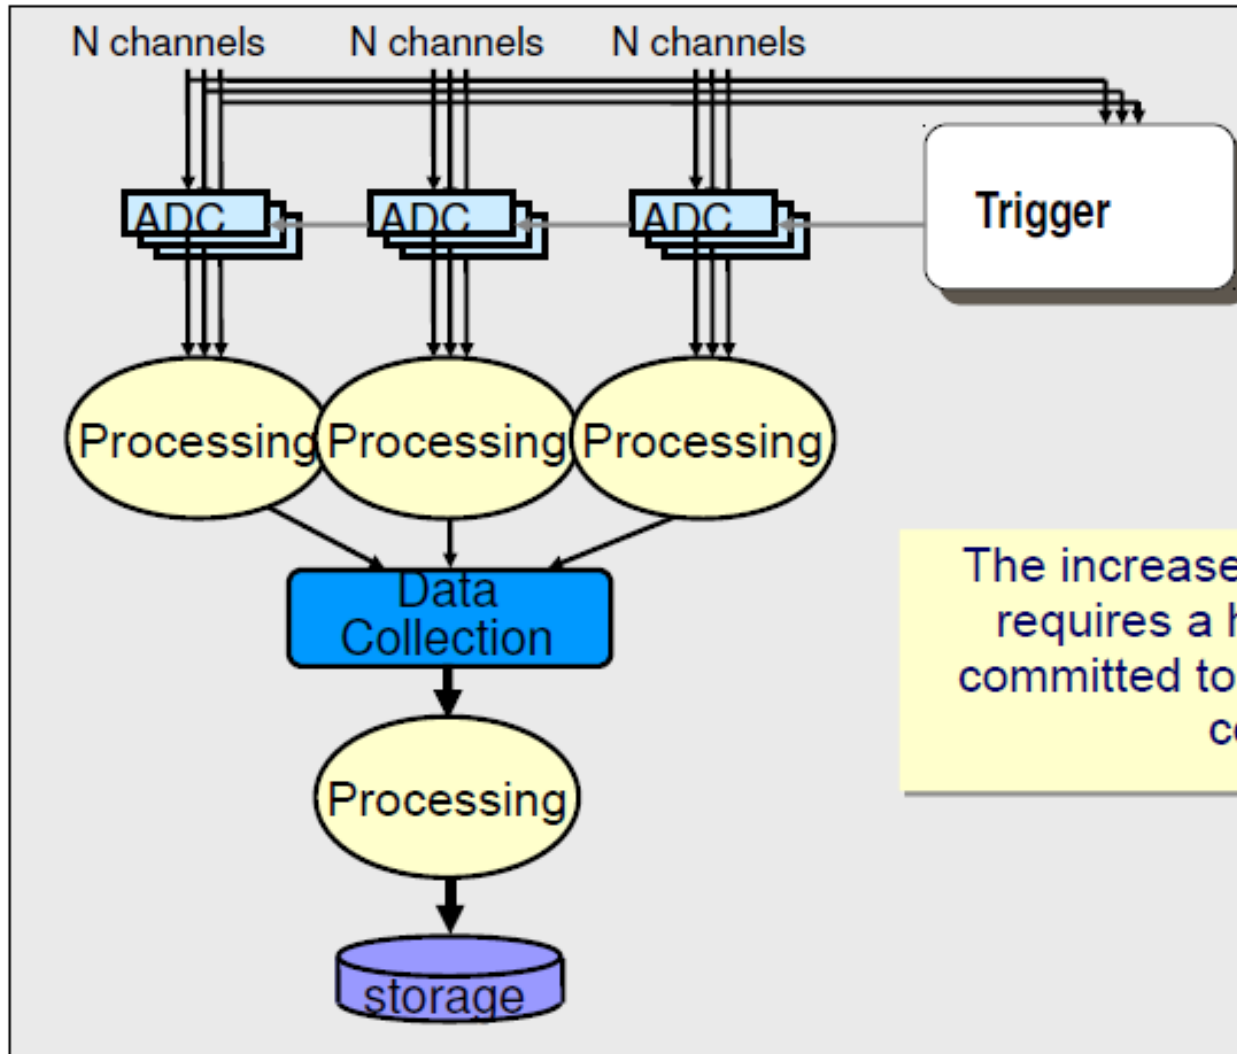 N channels N channels N channels
Trigger
ADC ADC ADC
Processing Processing Processing
The increase
requires a
committed to
Data
Collection
Processing
storage